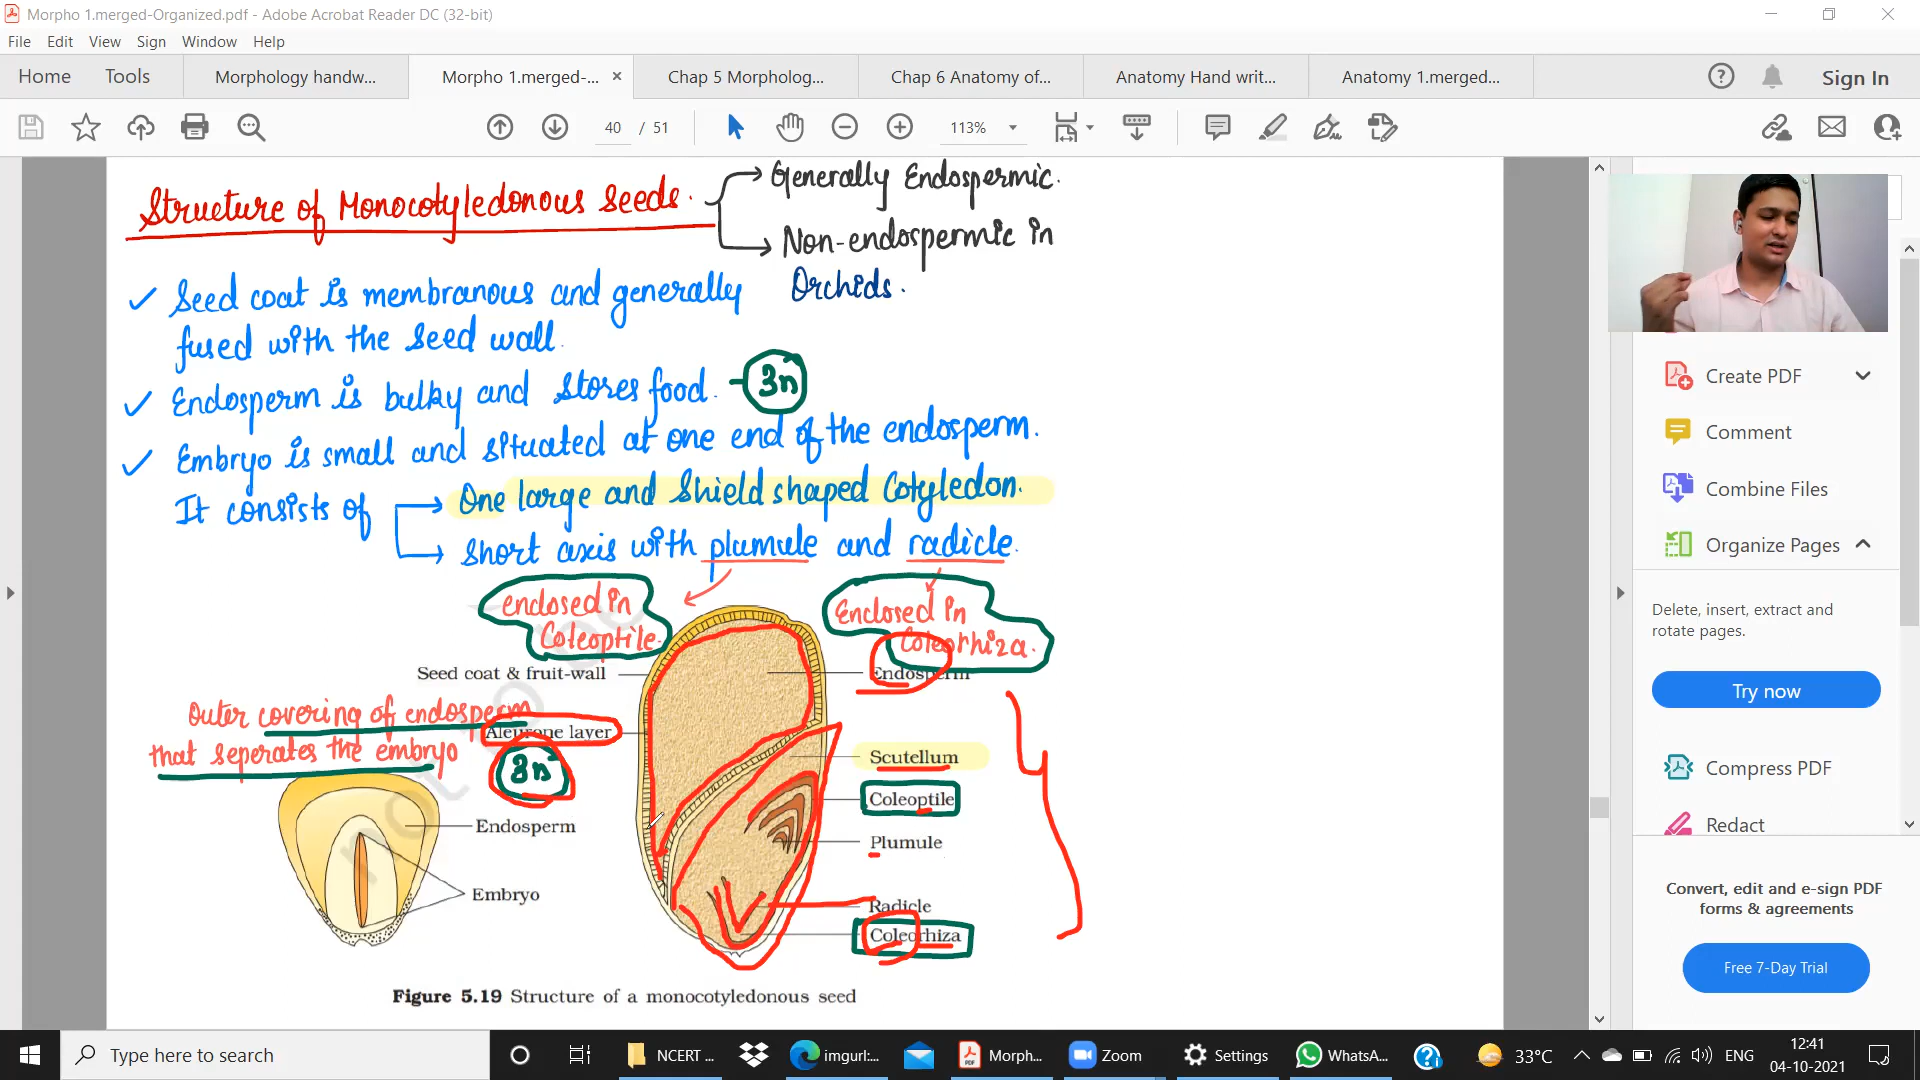 Morpho 1.merged-Organized.pdf - Adobe Acrobat Reader DC (32-bit)
File Edit View Sign Window Help
Home Tools Morphology handw... Morpho 1.merged-... × Chap 5 Morpholog... Chap 6 Anatomy of... Anatomy Hand writ... Anatomy 1.merged... Sign In
40 / 51 113%
Structure of Monocotyledonous Seeds.
Generally Endospermic.
Non-endospermic in
Orchids.
✓ Seed coat is membranous and generally
fused with the seed wall.
✓ Endosperm is bulky and stores food. - 3n
✓ Embryo is small and situated at one end of the endosperm.
It consists of
One large and Shield shaped Cotyledon.
Short axis with plumule and radicle.
enclosed in
Coleoptile.
Enclosed in
Coleorhiza.
Seed coat & fruit-wall
Endosperm
Outer covering of endosperm
that seperates the embryo
Aleurone layer
3n
Scutellum
Coleoptile
Plumule
Radicle
Coleorhiza
Endosperm
Embryo
Figure 5.19 Structure of a monocotyledonous seed
Create PDF
Comment
Combine Files
Organize Pages
Delete, insert, extract and
rotate pages.
Try now
Compress PDF
Redact
Convert, edit and e-sign PDF
forms & agreements
Free 7-Day Trial
Type here to search
NCERT ...
imgurl:...
Morph...
Zoom
Settings
WhatsA...
33°C
ENG
12:41
04-10-2021